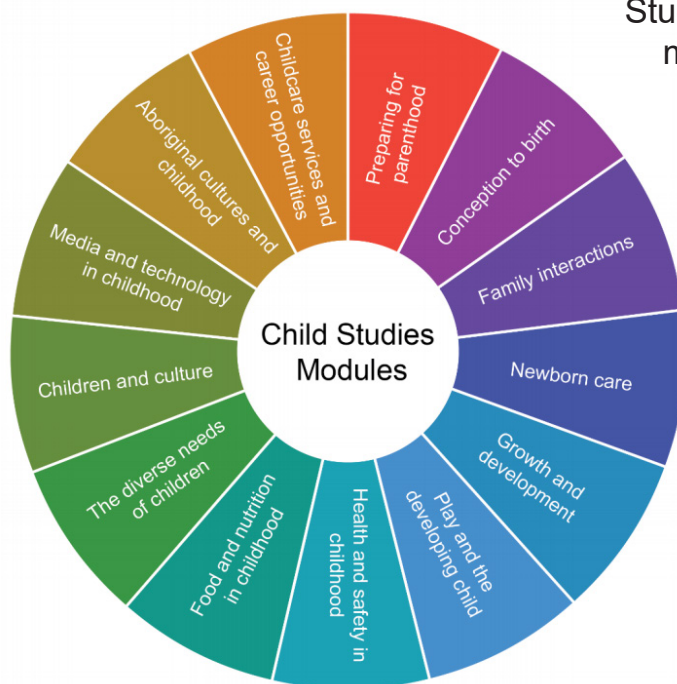 Stu
Child Studies
Modules
Preparing for
parenthood
Conception to birth
Family interactions
Newborn care
Growth and
development
Play and the
developing child
Health and safety in
childhood
Food and nutrition
in childhood
The diverse needs
of children
Children and culture
Media and technology
in childhood
Aboriginal cultures and
childhood
Childcare services and
career opportunities